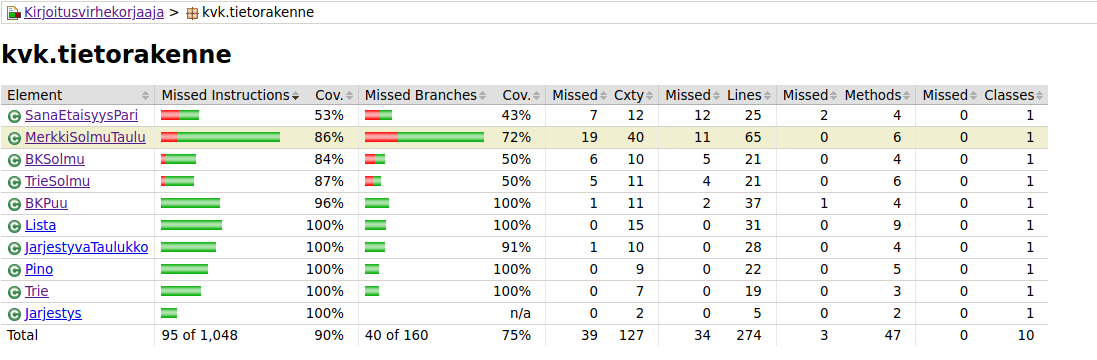 Kirjoitusvirhekorjaaja > kvk.tietorakenne
kvk.tietorakenne
Element Missed Instructions Cov. Missed Branches Cov. Missed Cxty Missed Lines Missed Methods Missed Classes
SanaEtaisyysPari 53% 43% 7 12 12 25 2 4 0 1
MerkkiSolmuTaulu 86% 72% 19 40 11 65 0 6 0 1
BKSolmu 84% 50% 6 10 5 21 0 4 0 1
TrieSolmu 87% 50% 5 11 4 21 0 6 0 1
BKPuu 96% 100% 1 11 2 37 1 4 0 1
Lista 100% 100% 0 15 0 31 0 9 0 1
JarjestyvaTaulukko 100% 91% 1 10 0 28 0 4 0 1
Pino 100% 100% 0 9 0 22 0 5 0 1
Trie 100% 100% 0 7 0 19 0 3 0 1
Jarjestys 100% n/a 0 2 0 5 0 2 0 1
Total 95 of 1,048 90% 40 of 160 75% 39 127 34 274 3 47 0 10